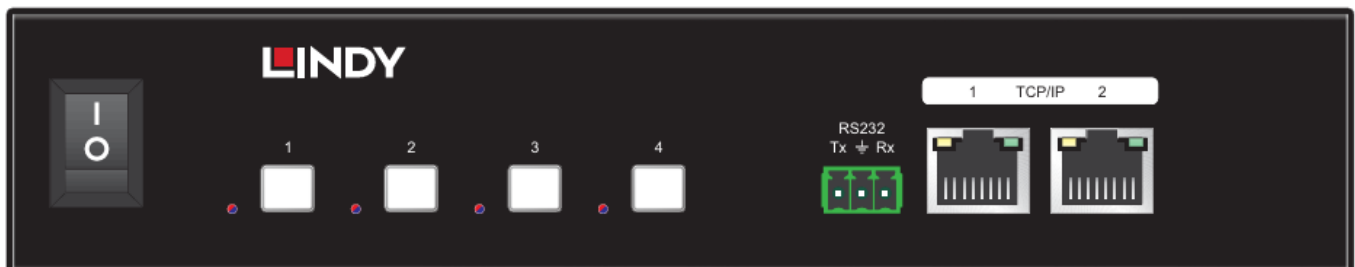 LINDY
I
O
1 2 3 4
RS232
Tx Rx
1 TCP/IP 2